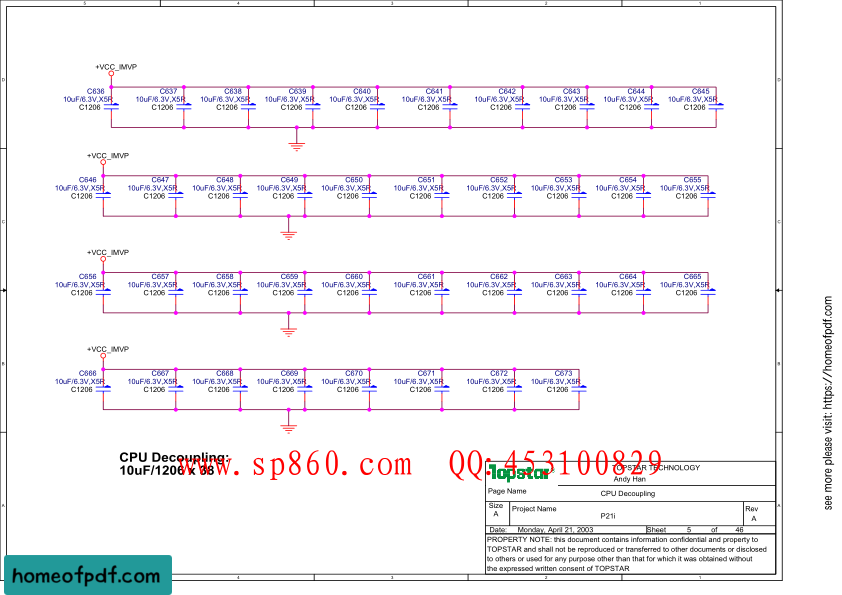 5 4 3 2 1
+VCC_IMVP
C636 C637 C638 C639 C640 C641 C642 C643 C644 C645
10uF/6.3V,X5R 10uF/6.3V,X5R 10uF/6.3V,X5R 10uF/6.3V,X5R 10uF/6.3V,X5R 10uF/6.3V,X5R 10uF/6.3V,X5R 10uF/6.3V,X5R 10uF/6.3V,X5R 10uF/6.3V,X5R
C1206 C1206 C1206 C1206 C1206 C1206 C1206 C1206 C1206 C1206
D D
+VCC_IMVP
C646 C647 C648 C649 C650 C651 C652 C653 C654 C655
10uF/6.3V,X5R 10uF/6.3V,X5R 10uF/6.3V,X5R 10uF/6.3V,X5R 10uF/6.3V,X5R 10uF/6.3V,X5R 10uF/6.3V,X5R 10uF/6.3V,X5R 10uF/6.3V,X5R 10uF/6.3V,X5R
C1206 C1206 C1206 C1206 C1206 C1206 C1206 C1206 C1206 C1206
C C
+VCC_IMVP
C656 C657 C658 C659 C660 C661 C662 C663 C664 C665
10uF/6.3V,X5R 10uF/6.3V,X5R 10uF/6.3V,X5R 10uF/6.3V,X5R 10uF/6.3V,X5R 10uF/6.3V,X5R 10uF/6.3V,X5R 10uF/6.3V,X5R 10uF/6.3V,X5R 10uF/6.3V,X5R
C1206 C1206 C1206 C1206 C1206 C1206 C1206 C1206 C1206 C1206
+VCC_IMVP
B B
C666 C667 C668 C669 C670 C671 C672 C673
10uF/6.3V,X5R 10uF/6.3V,X5R 10uF/6.3V,X5R 10uF/6.3V,X5R 10uF/6.3V,X5R 10uF/6.3V,X5R 10uF/6.3V,X5R 10uF/6.3V,X5R
C1206 C1206 C1206 C1206 C1206 C1206 C1206 C1206
CPU Decoupling:
10uF/1206 x 38
www.sp860.com QQ:453100829
Topstar
TOPSTAR TECHNOLOGY
Andy Han
Page Name CPU Decoupling
Size Project Name Rev
A P21i A
A A
Date: Monday, April 21, 2003 Sheet 5 of 46
PROPERTY NOTE: this document contains information confidential and property to
TOPSTAR and shall not be reproduced or transferred to other documents or disclosed
to others or used for any purpose other than that for which it was obtained without
the expressed written consent of TOPSTAR
5 4 3 2 1
homeofpdf.com
see more please visit: https://homeofpdf.com